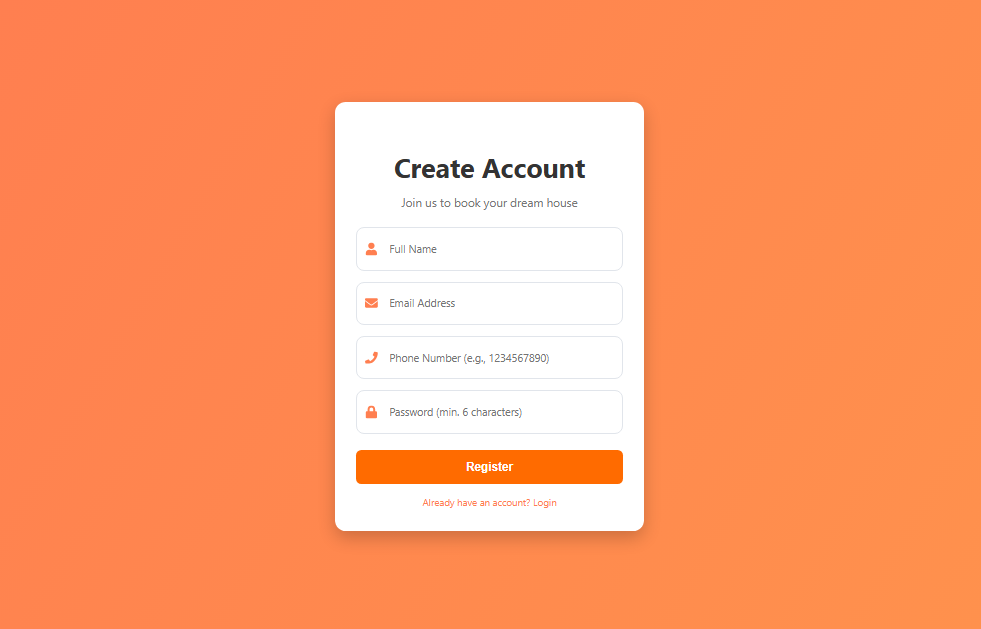 Create Account
Join us to book your dream house
Full Name
Email Address
Phone Number (e.g., 1234567890)
Password (min. 6 characters)
Register
Already have an account? Login